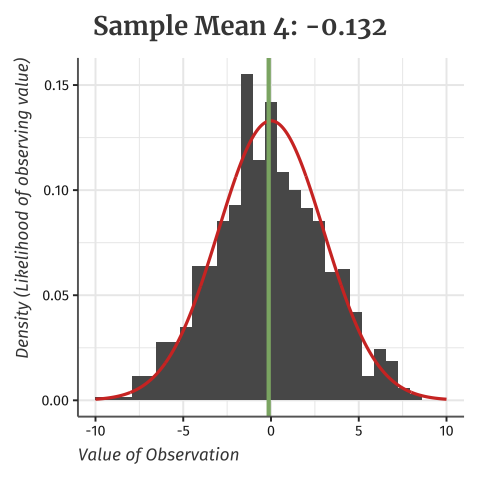 Sample Mean 4: -0.132
Density (Likelihood of observing value)
0.15
0.10
0.05
0.00
-10 -5 0 5 10
Value of Observation